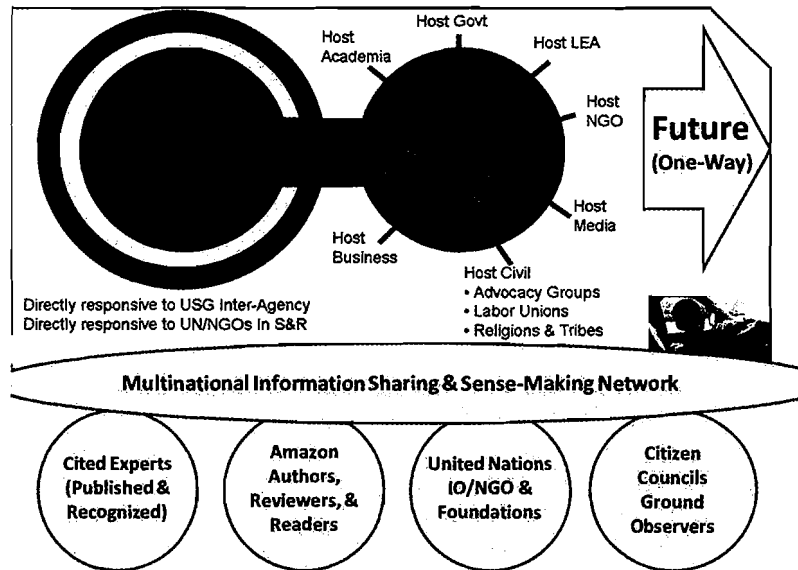 Host Govt
Host
Academia
Host LEA
Host
NGO
Future
(One-Way)
Host
Media
Host
Business
Host Civil
• Advocacy Groups
• Labor Unions
• Religions & Tribes
Directly responsive to USG Inter-Agency
Directly responsive to UN/NGOs in S&R
Multinational Information Sharing & Sense-Making Network
Cited Experts
(Published &
Recognized)
Amazon
Authors,
Reviewers, &
Readers
United Nations
IO/NGO &
Foundations
Citizen
Councils
Ground
Observers